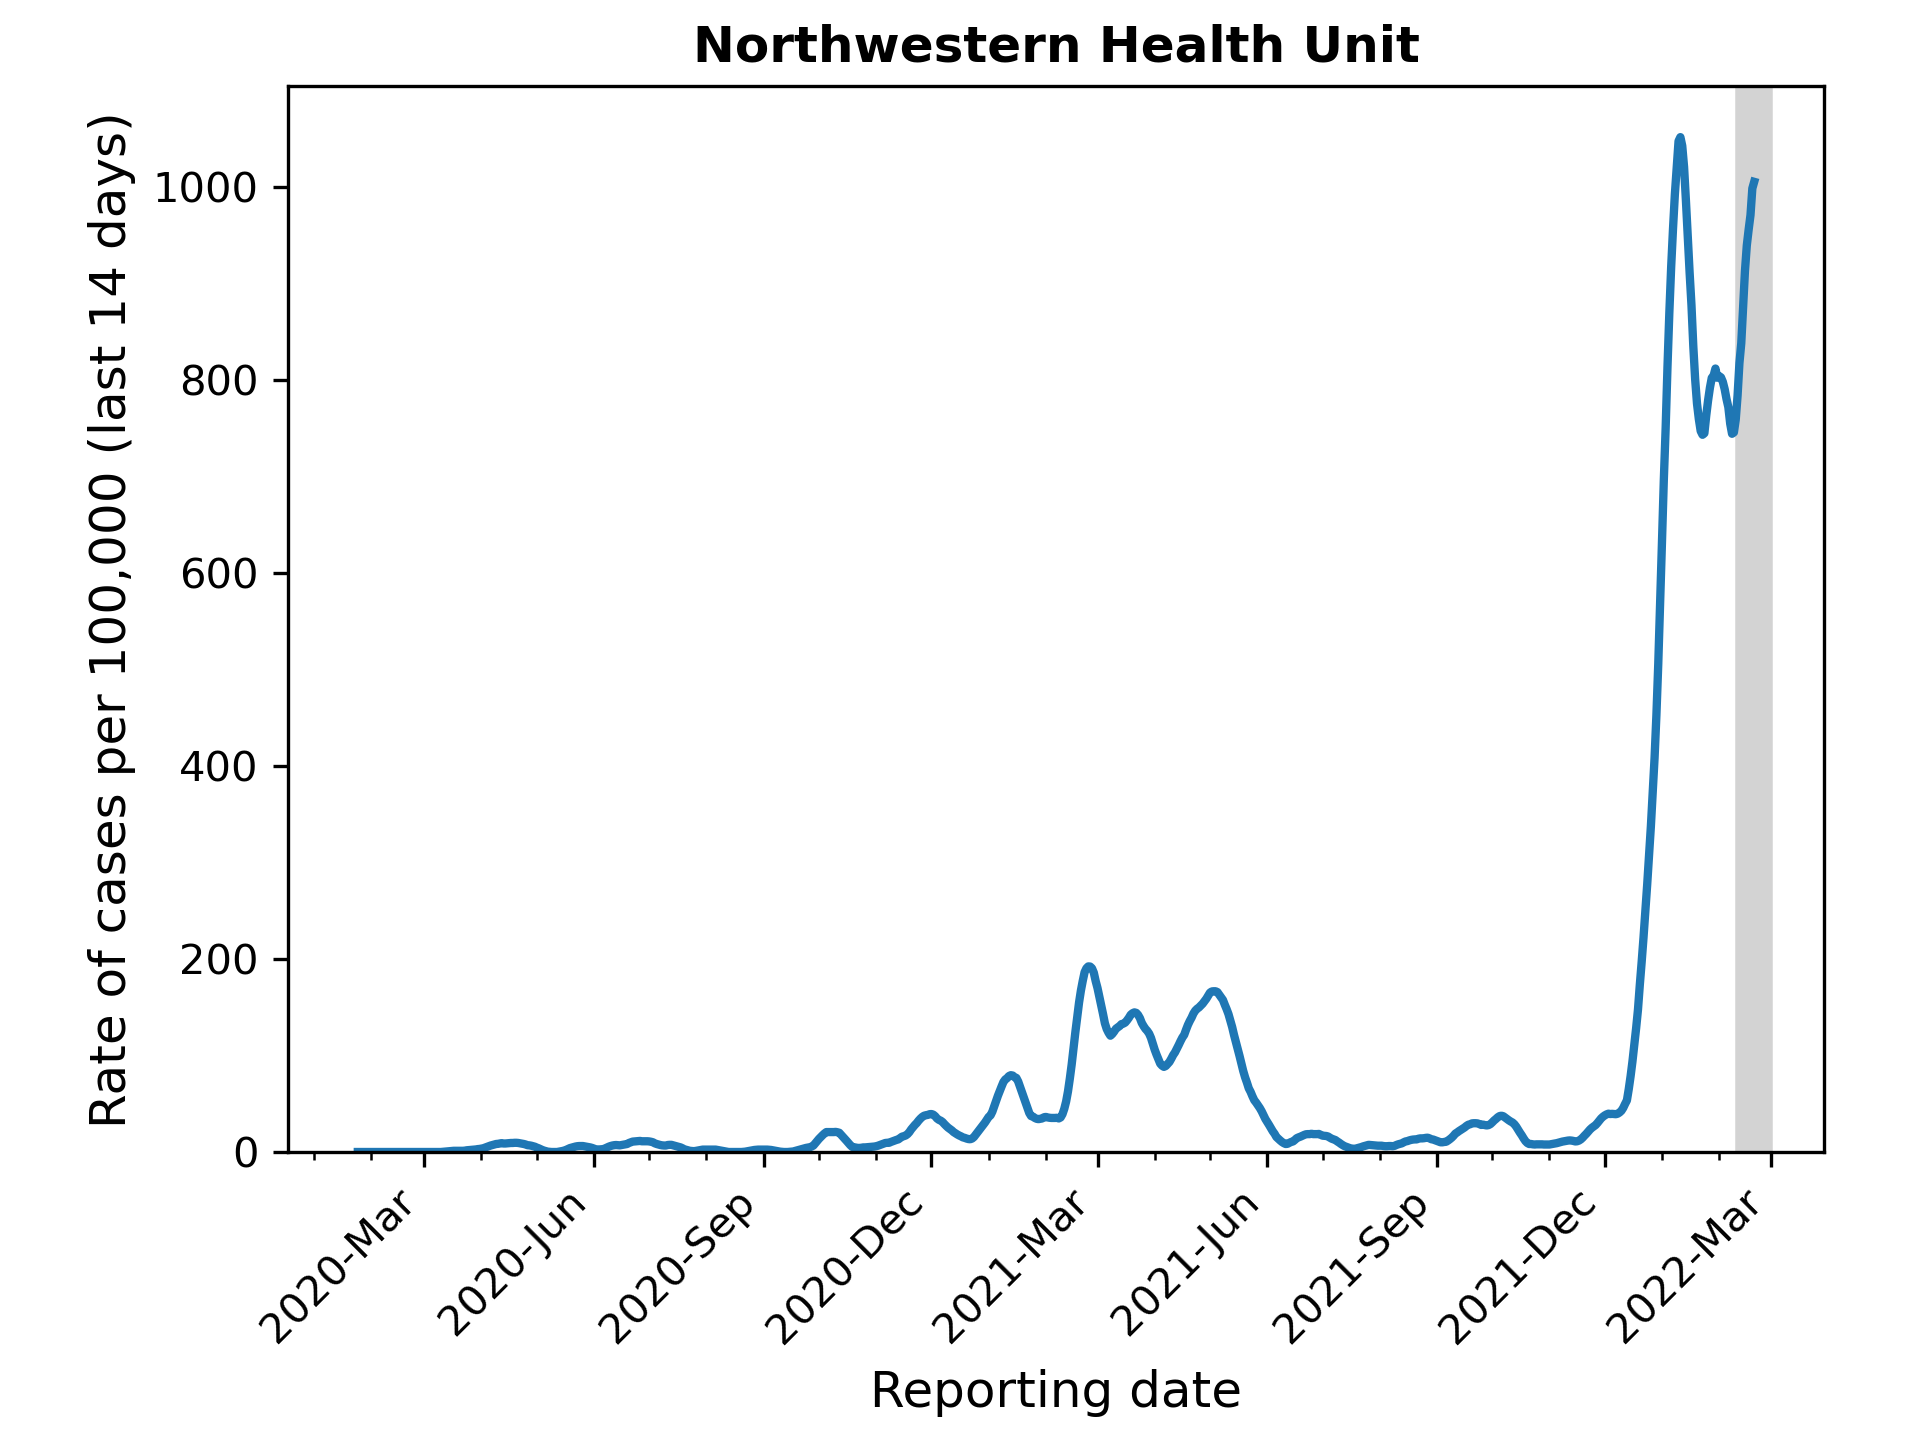 Northwestern Health Unit
Rate of cases per 100,000 (last 14 days)
1000
800
600
400
200
0
2020-Mar
2020-Jun
2020-Sep
2020-Dec
2021-Mar
2021-Jun
2021-Sep
2021-Dec
2022-Mar
Reporting date